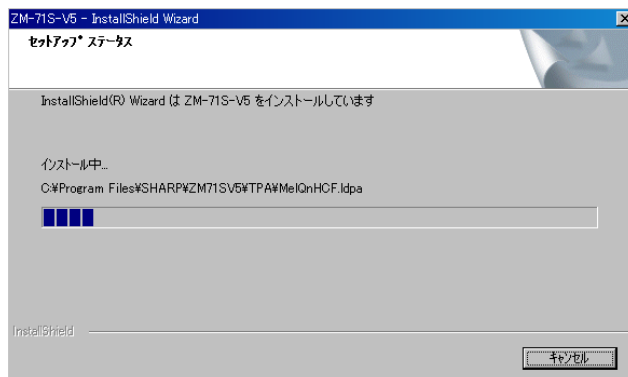 ZM-71S-V5 - InstallShield Wizard
セットアップ ステータス
InstallShield(R) Wizard は ZM-71S-V5 をインストールしています
インストール中...
C:¥Program Files¥SHARP¥ZM71SV5¥TPA¥MelQnHCF.ldpa
InstallShield
キャンセル